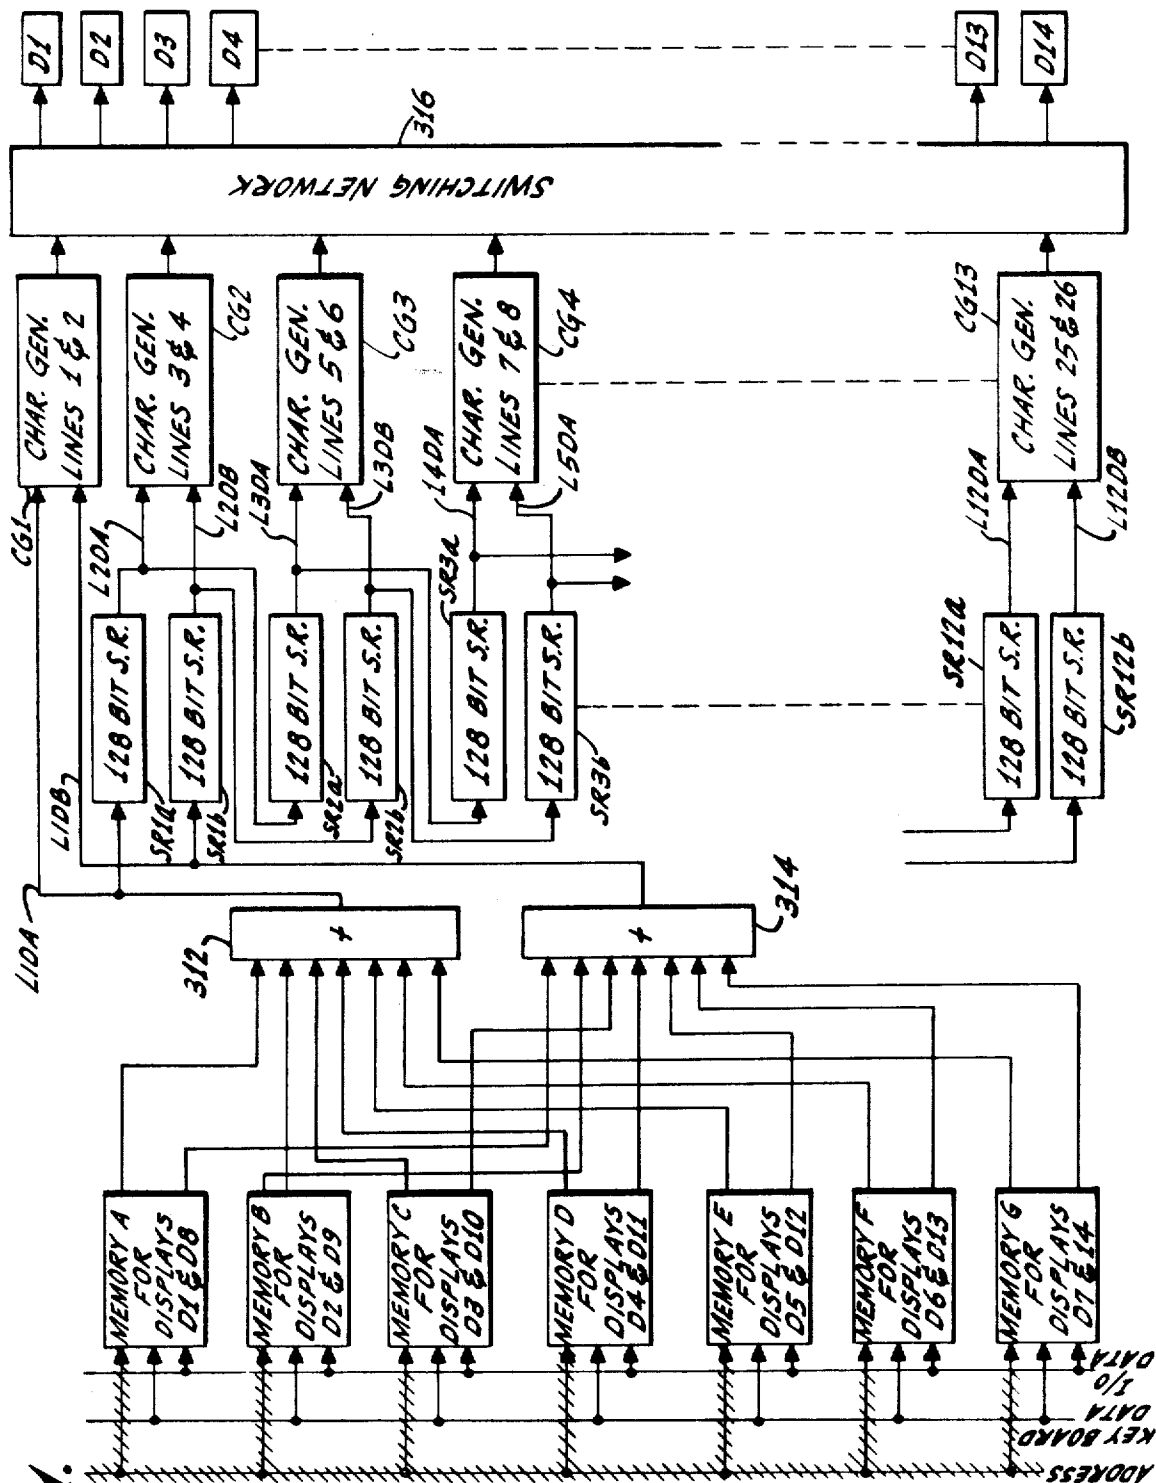 D1
D2
D3
D4
D13
D14
316
SWITCHING NETWORK
CG1
CHAR. GEN.
LINES 1 & 2
CHAR. GEN.
LINES 3 & 4
CG2
CHAR. GEN.
LINES 5 & 6
CG3
CHAR. GEN.
LINES 7 & 8
CG4
CG13
CHAR. GEN.
LINES 25 & 26
L2DA
L2DB
L3DA
L3DB
14DA
L5DA
L12DA
L12DB
L1DA
L1DB
128 BIT S.R.
SR1a
128 BIT S.R.
SR1b
128 BIT S.R.
SR2a
128 BIT S.R.
SR2b
SR3a
128 BIT S.R.
128 BIT S.R.
SR3b
SR12a
128 BIT S.R.
128 BIT S.R.
SR12b
312
+
+
314
MEMORY A
FOR
DISPLAYS
D1 & D8
MEMORY B
FOR
DISPLAYS
D2 & D9
MEMORY C
FOR
DISPLAYS
D3 & D10
MEMORY D
FOR
DISPLAYS
D4 & D11
MEMORY E
FOR
DISPLAYS
D5 & D12
MEMORY F
FOR
DISPLAYS
D6 & D13
MEMORY G
FOR
DISPLAYS
D7 & 14
I/O
DATA
KEY BOARD
DATA
ADDRESS